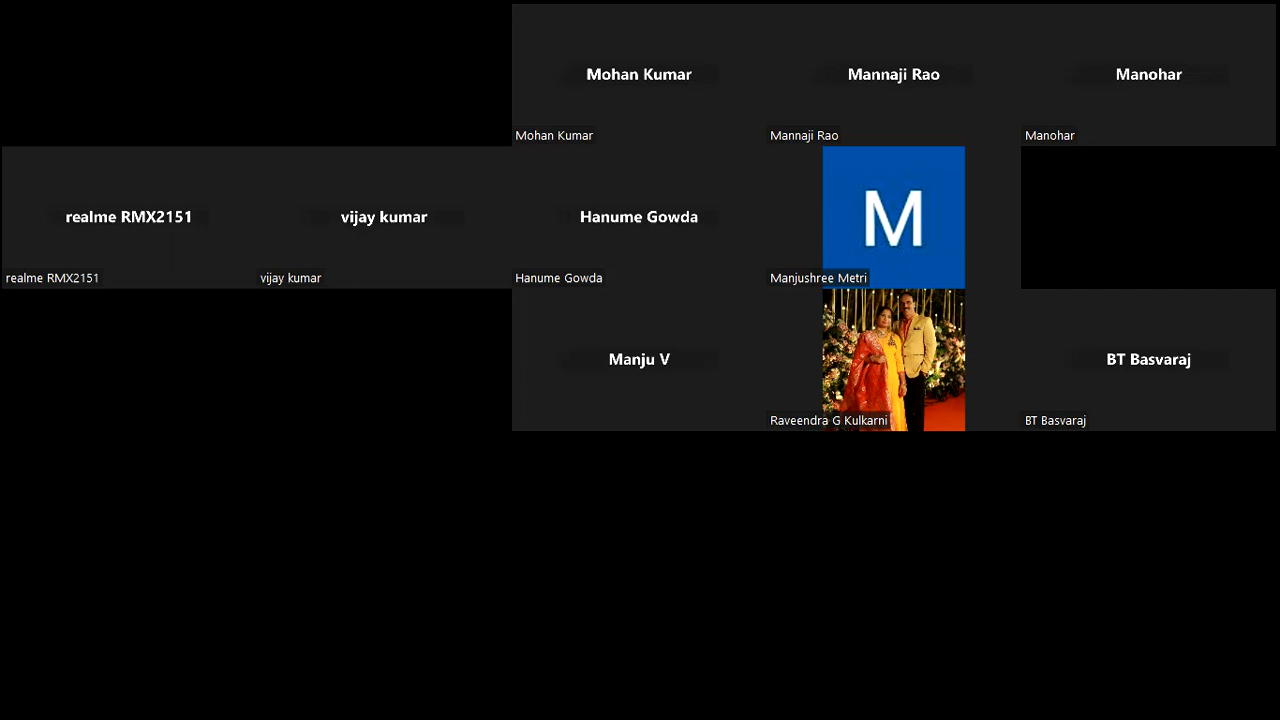 Mohan Kumar
Mohan Kumar
Mannaji Rao
Mannaji Rao
Manohar
Manohar
realme RMX2151
realme RMX2151
vijay kumar
vijay kumar
Hanume Gowda
Hanume Gowda
M
Manjushree Metri
Manju V
Raveendra G Kulkarni
BT Basvaraj
BT Basvaraj